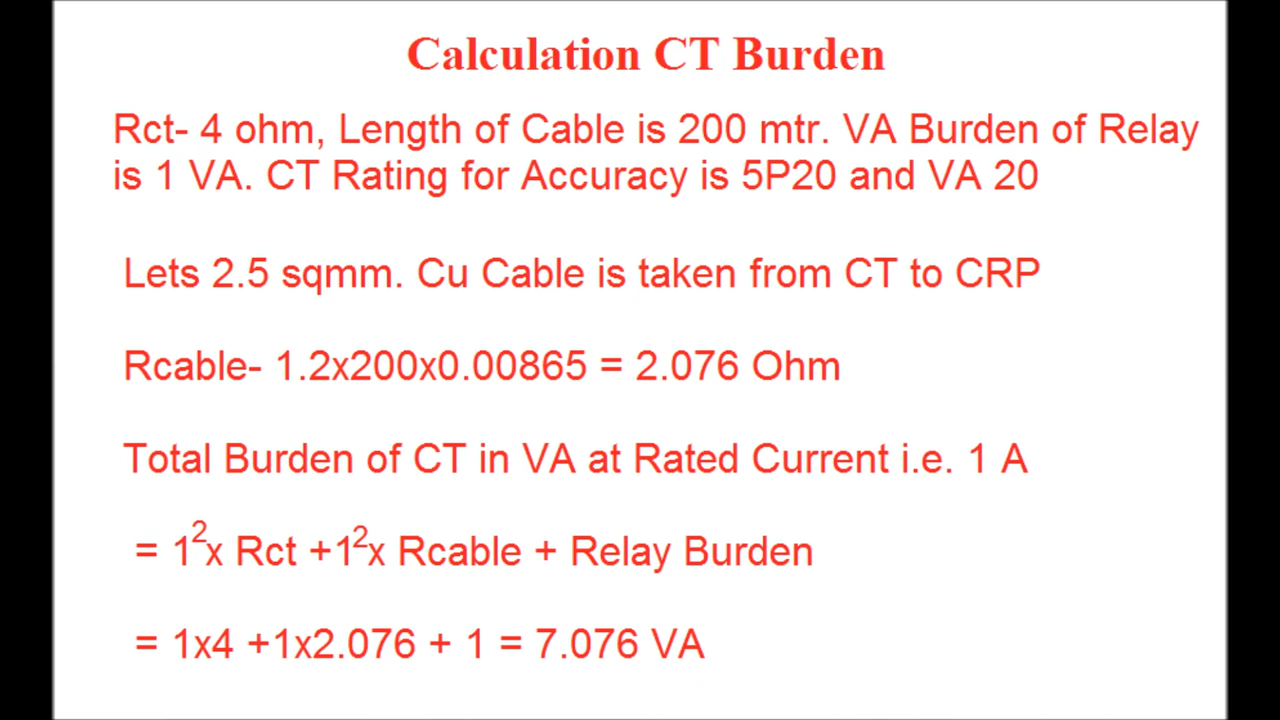 Calculation CT Burden
Rct- 4 ohm, Length of Cable is 200 mtr. VA Burden of Relay
is 1 VA. CT Rating for Accuracy is 5P20 and VA 20
Lets 2.5 sqmm. Cu Cable is taken from CT to CRP
Rcable- 1.2x200x0.00865 = 2.076 Ohm
Total Burden of CT in VA at Rated Current i.e. 1 A
= 1²x Rct +1²x Rcable + Relay Burden
= 1x4 +1x2.076 + 1 = 7.076 VA